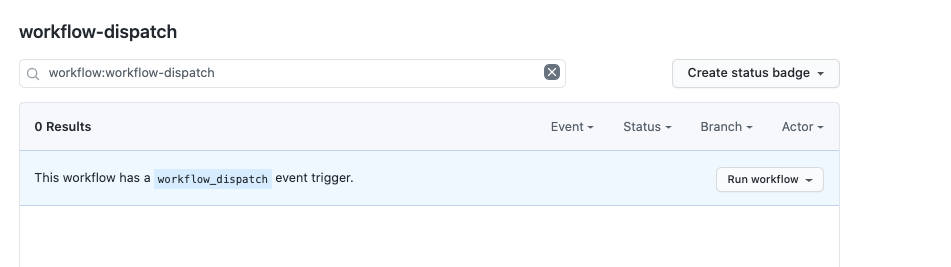 workflow-dispatch
workflow:workflow-dispatch
Create status badge
0 Results
Event
Status
Branch
Actor
This workflow has a workflow_dispatch event trigger.
Run workflow